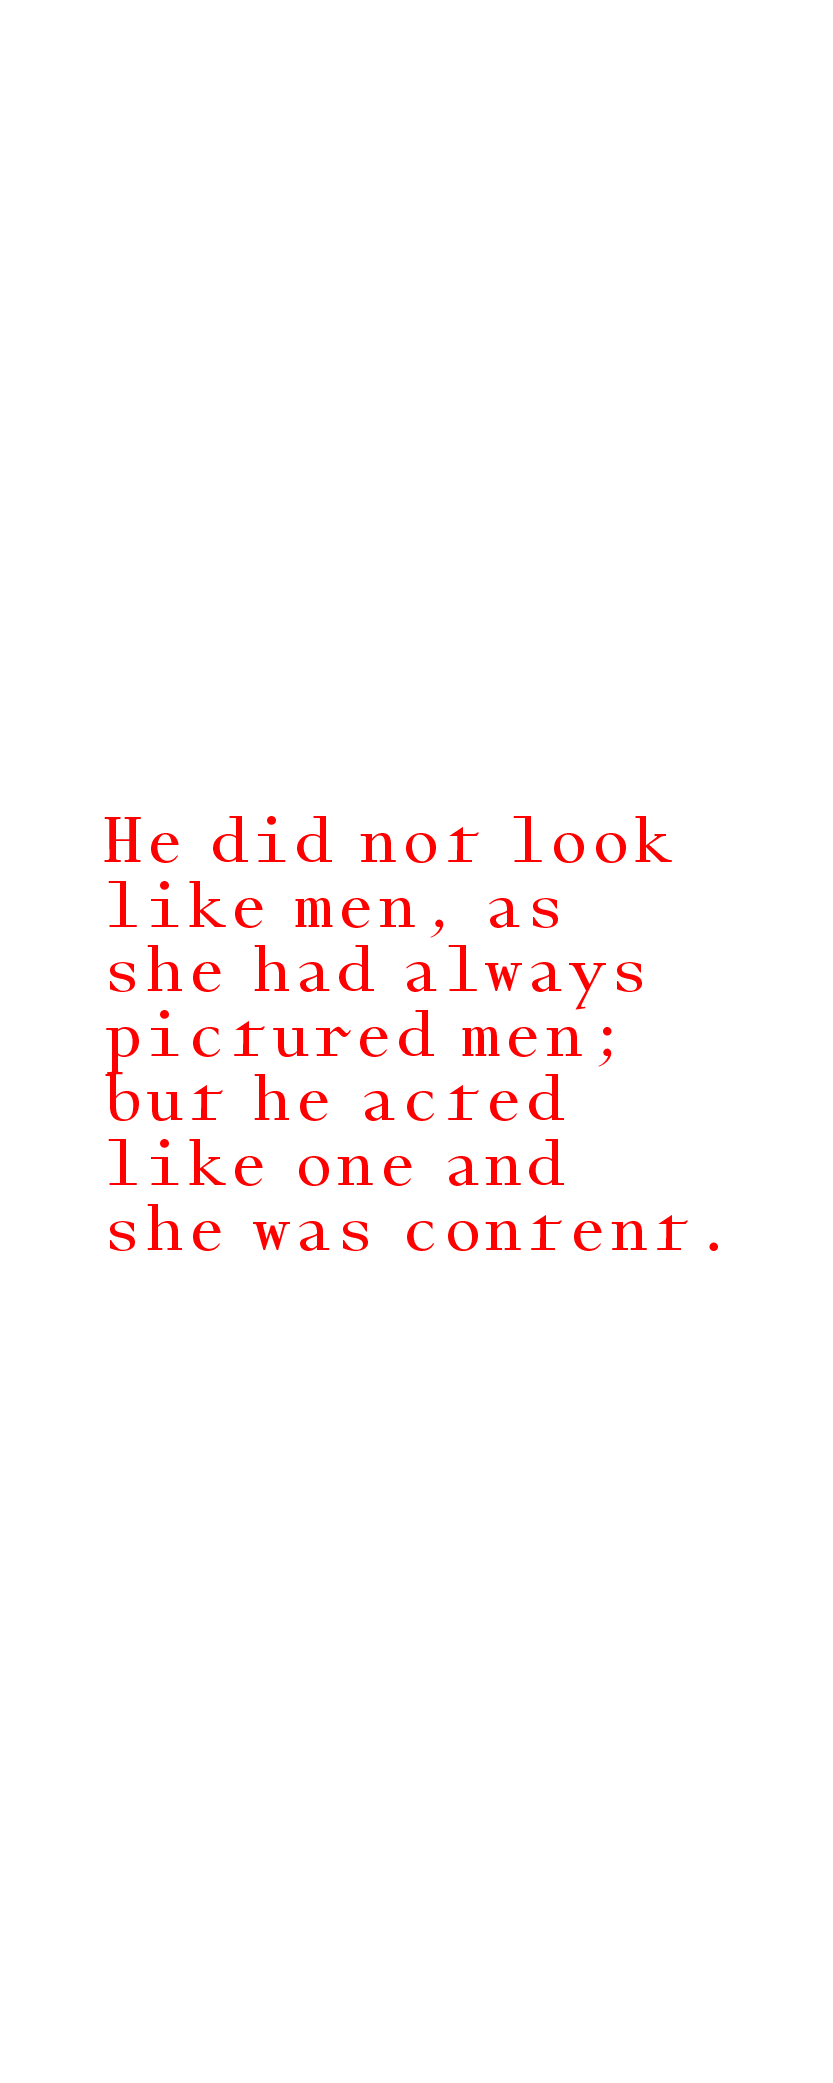 He did not look
like men, as
she had always
pictured men;
but he acted
like one and
she was content.